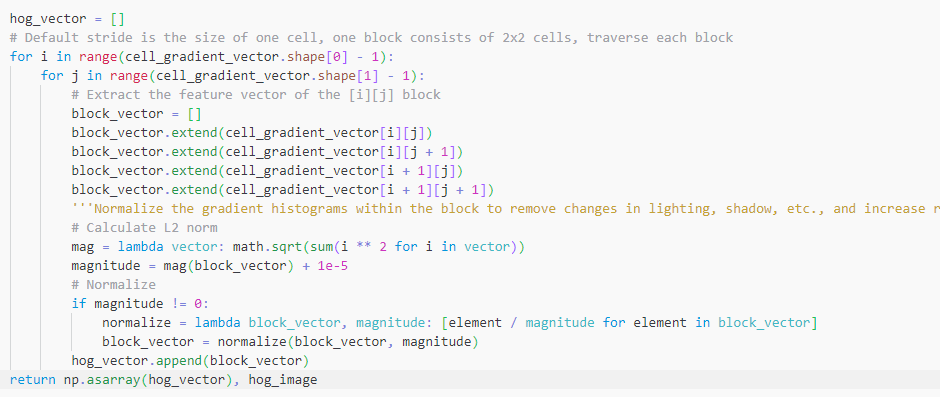 hog_vector = []
# Default stride is the size of one cell, one block consists of 2x2 cells, traverse each block
for i in range(cell_gradient_vector.shape[0] - 1):
    for j in range(cell_gradient_vector.shape[1] - 1):
        # Extract the feature vector of the [i][j] block
        block_vector = []
        block_vector.extend(cell_gradient_vector[i][j])
        block_vector.extend(cell_gradient_vector[i][j + 1])
        block_vector.extend(cell_gradient_vector[i + 1][j])
        block_vector.extend(cell_gradient_vector[i + 1][j + 1])
        '''Normalize the gradient histograms within the block to remove changes in lighting, shadow, etc., and increase
        # Calculate L2 norm
        mag = lambda vector: math.sqrt(sum(i ** 2 for i in vector))
        magnitude = mag(block_vector) + 1e-5
        # Normalize
        if magnitude != 0:
            normalize = lambda block_vector, magnitude: [element / magnitude for element in block_vector]
            block_vector = normalize(block_vector, magnitude)
        hog_vector.append(block_vector)
return np.asarray(hog_vector), hog_image